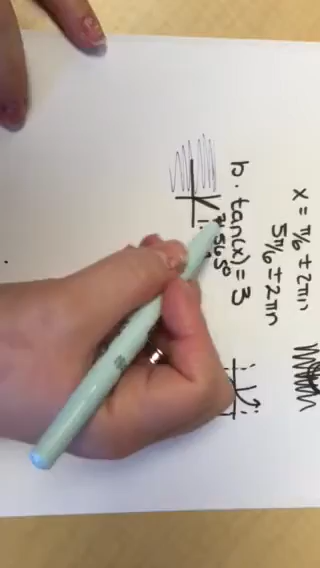 x = π/6 ± 2πn
5π/6 ± 2πn
b. tan(x) = 3